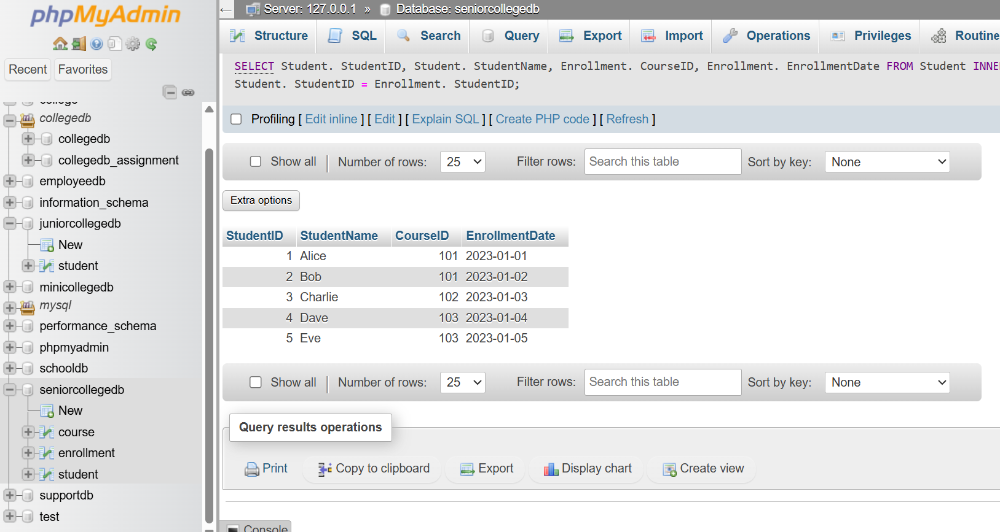 phpMyAdmin
Recent
Favorites
collegedb
collegedb
collegedb_assignment
employeedb
information_schema
juniorcollegedb
New
student
minicollegedb
mysql
performance_schema
phpmyadmin
schooldb
seniorcollegedb
New
course
enrollment
student
supportdb
test
Server: 127.0.0.1 » Database: seniorcollegedb
Structure SQL Search Query Export Import Operations Privileges Routine
SELECT Student. StudentID, Student. StudentName, Enrollment. CourseID, Enrollment. EnrollmentDate FROM Student INNE
Student. StudentID = Enrollment. StudentID;
Profiling [ Edit inline ] [ Edit ] [ Explain SQL ] [ Create PHP code ] [ Refresh ]
Show all | Number of rows: 25 Filter rows: Search this table Sort by key: None
Extra options
StudentID StudentName CourseID EnrollmentDate
1 Alice 101 2023-01-01
2 Bob 101 2023-01-02
3 Charlie 102 2023-01-03
4 Dave 103 2023-01-04
5 Eve 103 2023-01-05
Show all | Number of rows: 25 Filter rows: Search this table Sort by key: None
Query results operations
Print Copy to clipboard Export Display chart Create view
Console